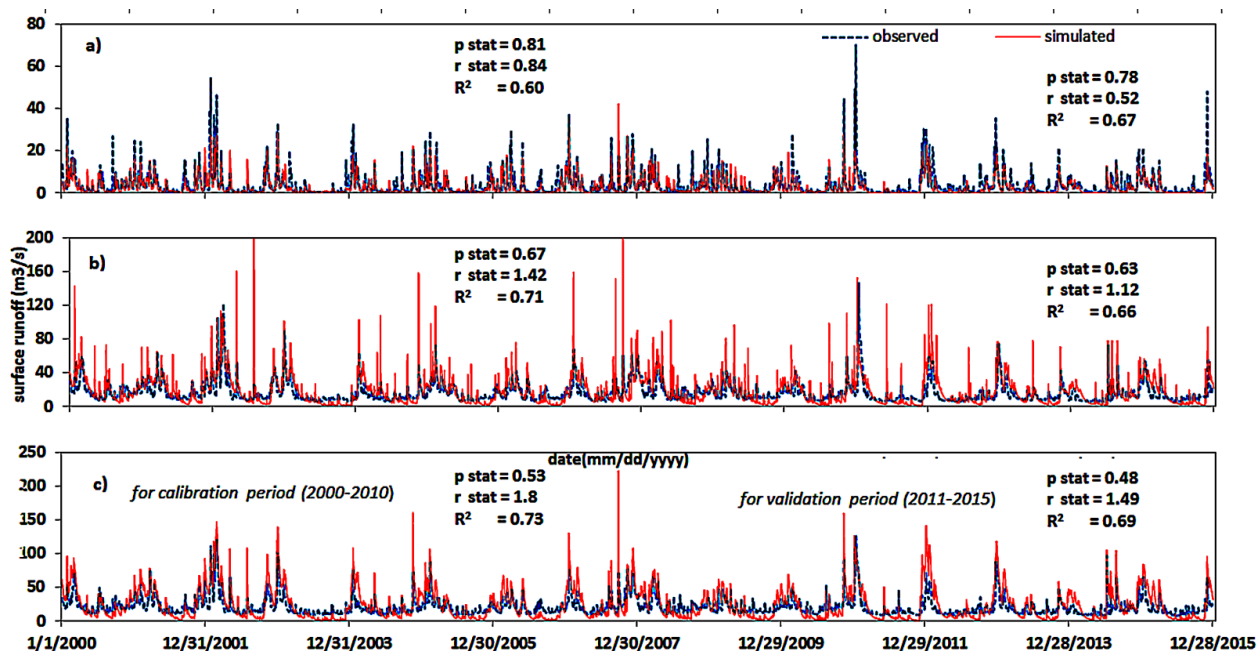 80
60
40
20
0
a)
p stat = 0.81
r stat = 0.84
R² = 0.60
observed
simulated
p stat = 0.78
r stat = 0.52
R² = 0.67
surface runoff (m3/s)
200
160
120
80
40
0
b)
p stat = 0.67
r stat = 1.42
R² = 0.71
p stat = 0.63
r stat = 1.12
R² = 0.66
250
200
150
100
50
0
date(mm/dd/yyyy)
c)
for calibration period (2000-2010)
p stat = 0.53
r stat = 1.8
R² = 0.73
for validation period (2011-2015)
p stat = 0.48
r stat = 1.49
R² = 0.69
1/1/2000 12/31/2001 12/31/2003 12/30/2005 12/30/2007 12/29/2009 12/29/2011 12/28/2013 12/28/2015